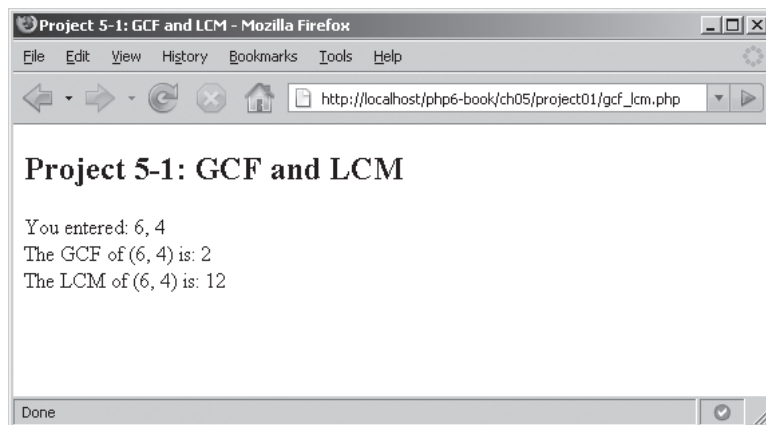 Project 5-1: GCF and LCM - Mozilla Firefox
File Edit View History Bookmarks Tools Help
http://localhost/php6-book/ch05/project01/gcf_lcm.php
Project 5-1: GCF and LCM
You entered: 6, 4
The GCF of (6, 4) is: 2
The LCM of (6, 4) is: 12
Done